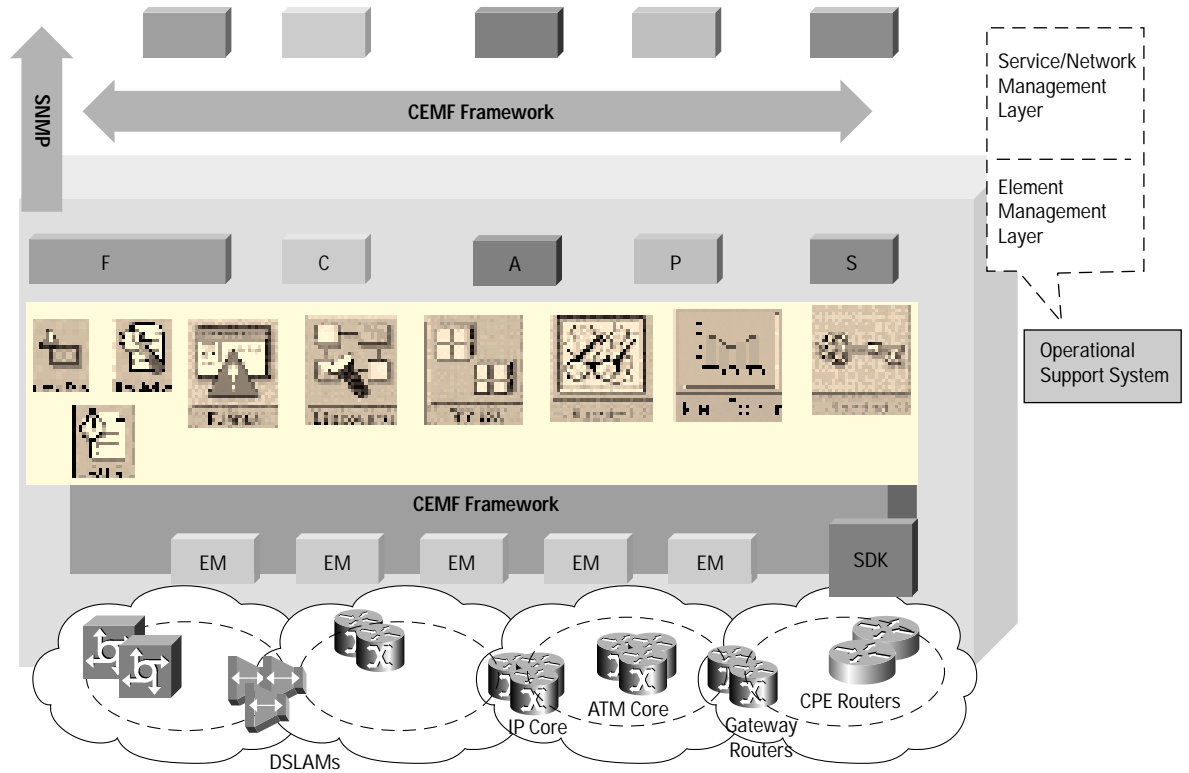 SNMP
CEMF Framework
Service/Network
Management
Layer
Element
Management
Layer
F
C
A
P
S
Operational
Support System
CEMF Framework
EM
EM
EM
EM
EM
SDK
DSLAMs
IP Core
ATM Core
Gateway
Routers
CPE Routers